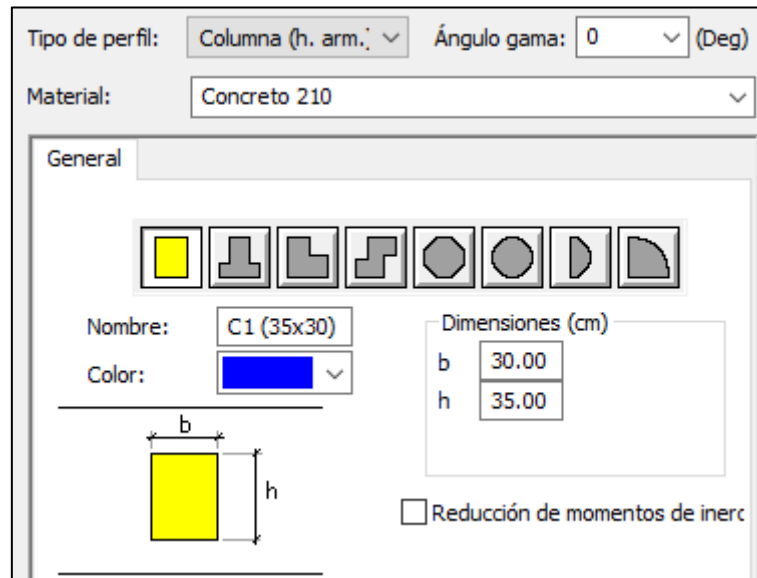 Tipo de perfil: Columna (h. arm.) Ángulo gama: 0 (Deg)
Material: Concreto 210
General
Nombre: C1 (35x30)
Color:
Dimensiones (cm)
b 30.00
h 35.00
b
h
Reducción de momentos de inerc